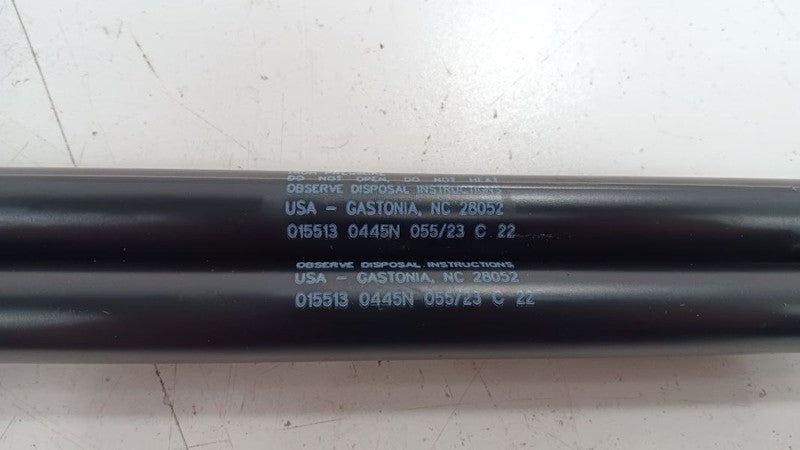 DO NOT OPEN, DO NOT HEAT
OBSERVE DISPOSAL INSTRUCTIONS
USA - GASTONIA, NC 28052
015513 0445N 055/23 C 22
OBSERVE DISPOSAL INSTRUCTIONS
USA - GASTONIA, NC 28052
015513 0445N 055/23 C 22